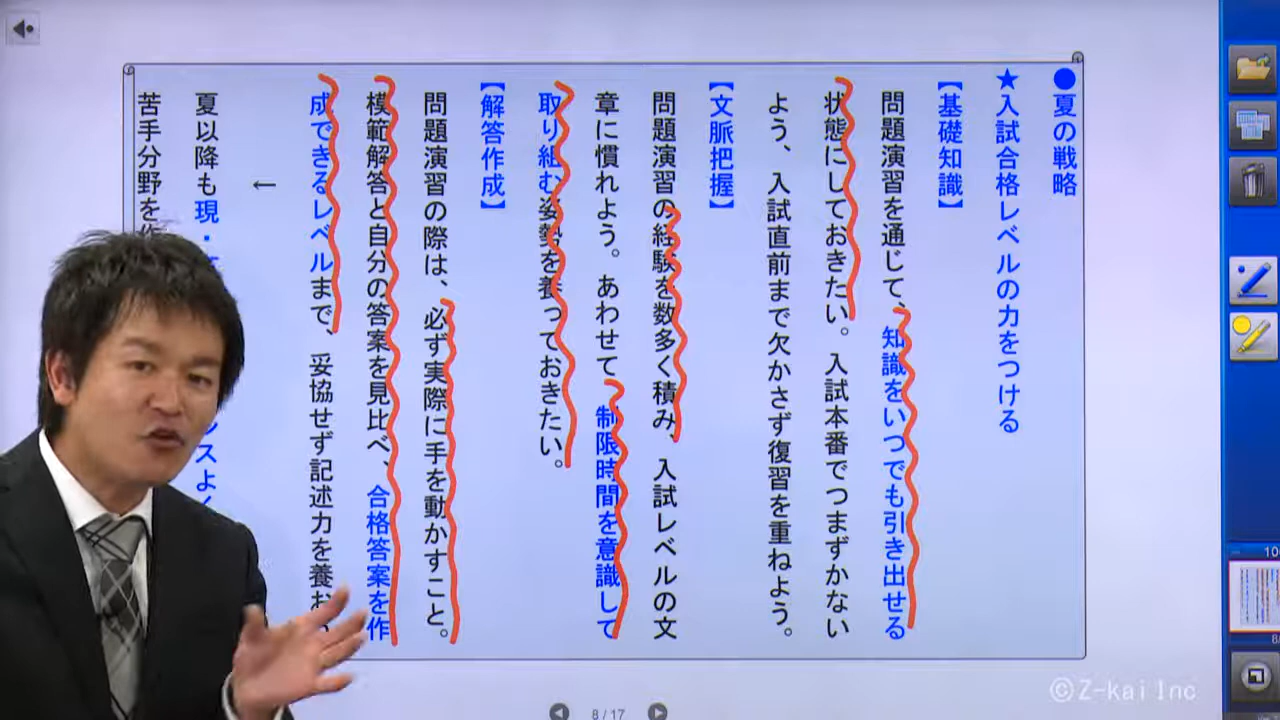 ●夏の戦略
★入試合格レベルの力をつける
【基礎知識】
問題演習を通じて、知識をいつでも引き出せる
状態にしておきたい。入試本番でつまずかない
よう、入試直前まで欠かさず復習を重ねよう。
【文脈把握】
問題演習の経験を数多く積み、入試レベルの文
章に慣れよう。あわせて制限時間を意識して
取り組む姿勢を養っておきたい。
【解答作成】
問題演習の際は、必ず実際に手を動かすこと。
模範解答と自分の答案を見比べ、合格答案を作
成できるレベルまで、妥協せず記述力を養お
←
夏以降も現・
スよく
苦手分野を作
8/17
©Z-kai Inc